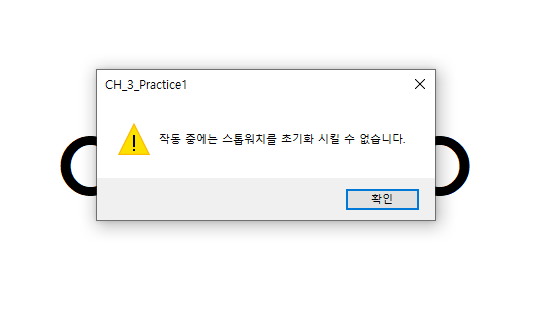 CH_3_Practice1
작동 중에는 스톱워치를 초기화 시킬 수 없습니다.
확인